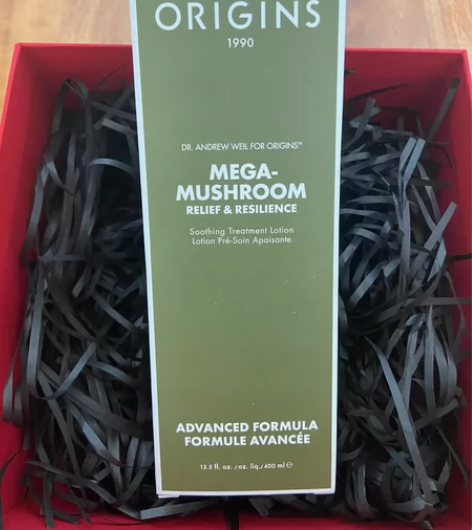 ORIGINS
1990
DR. ANDREW WEIL FOR ORIGINS™
MEGA-
MUSHROOM
RELIEF & RESILIENCE
Soothing Treatment Lotion
Lotion Pré-Soin Apaisante
ADVANCED FORMULA
FORMULE AVANCÉE
13.5 fl. oz. /oz. liq./400 ml ℮